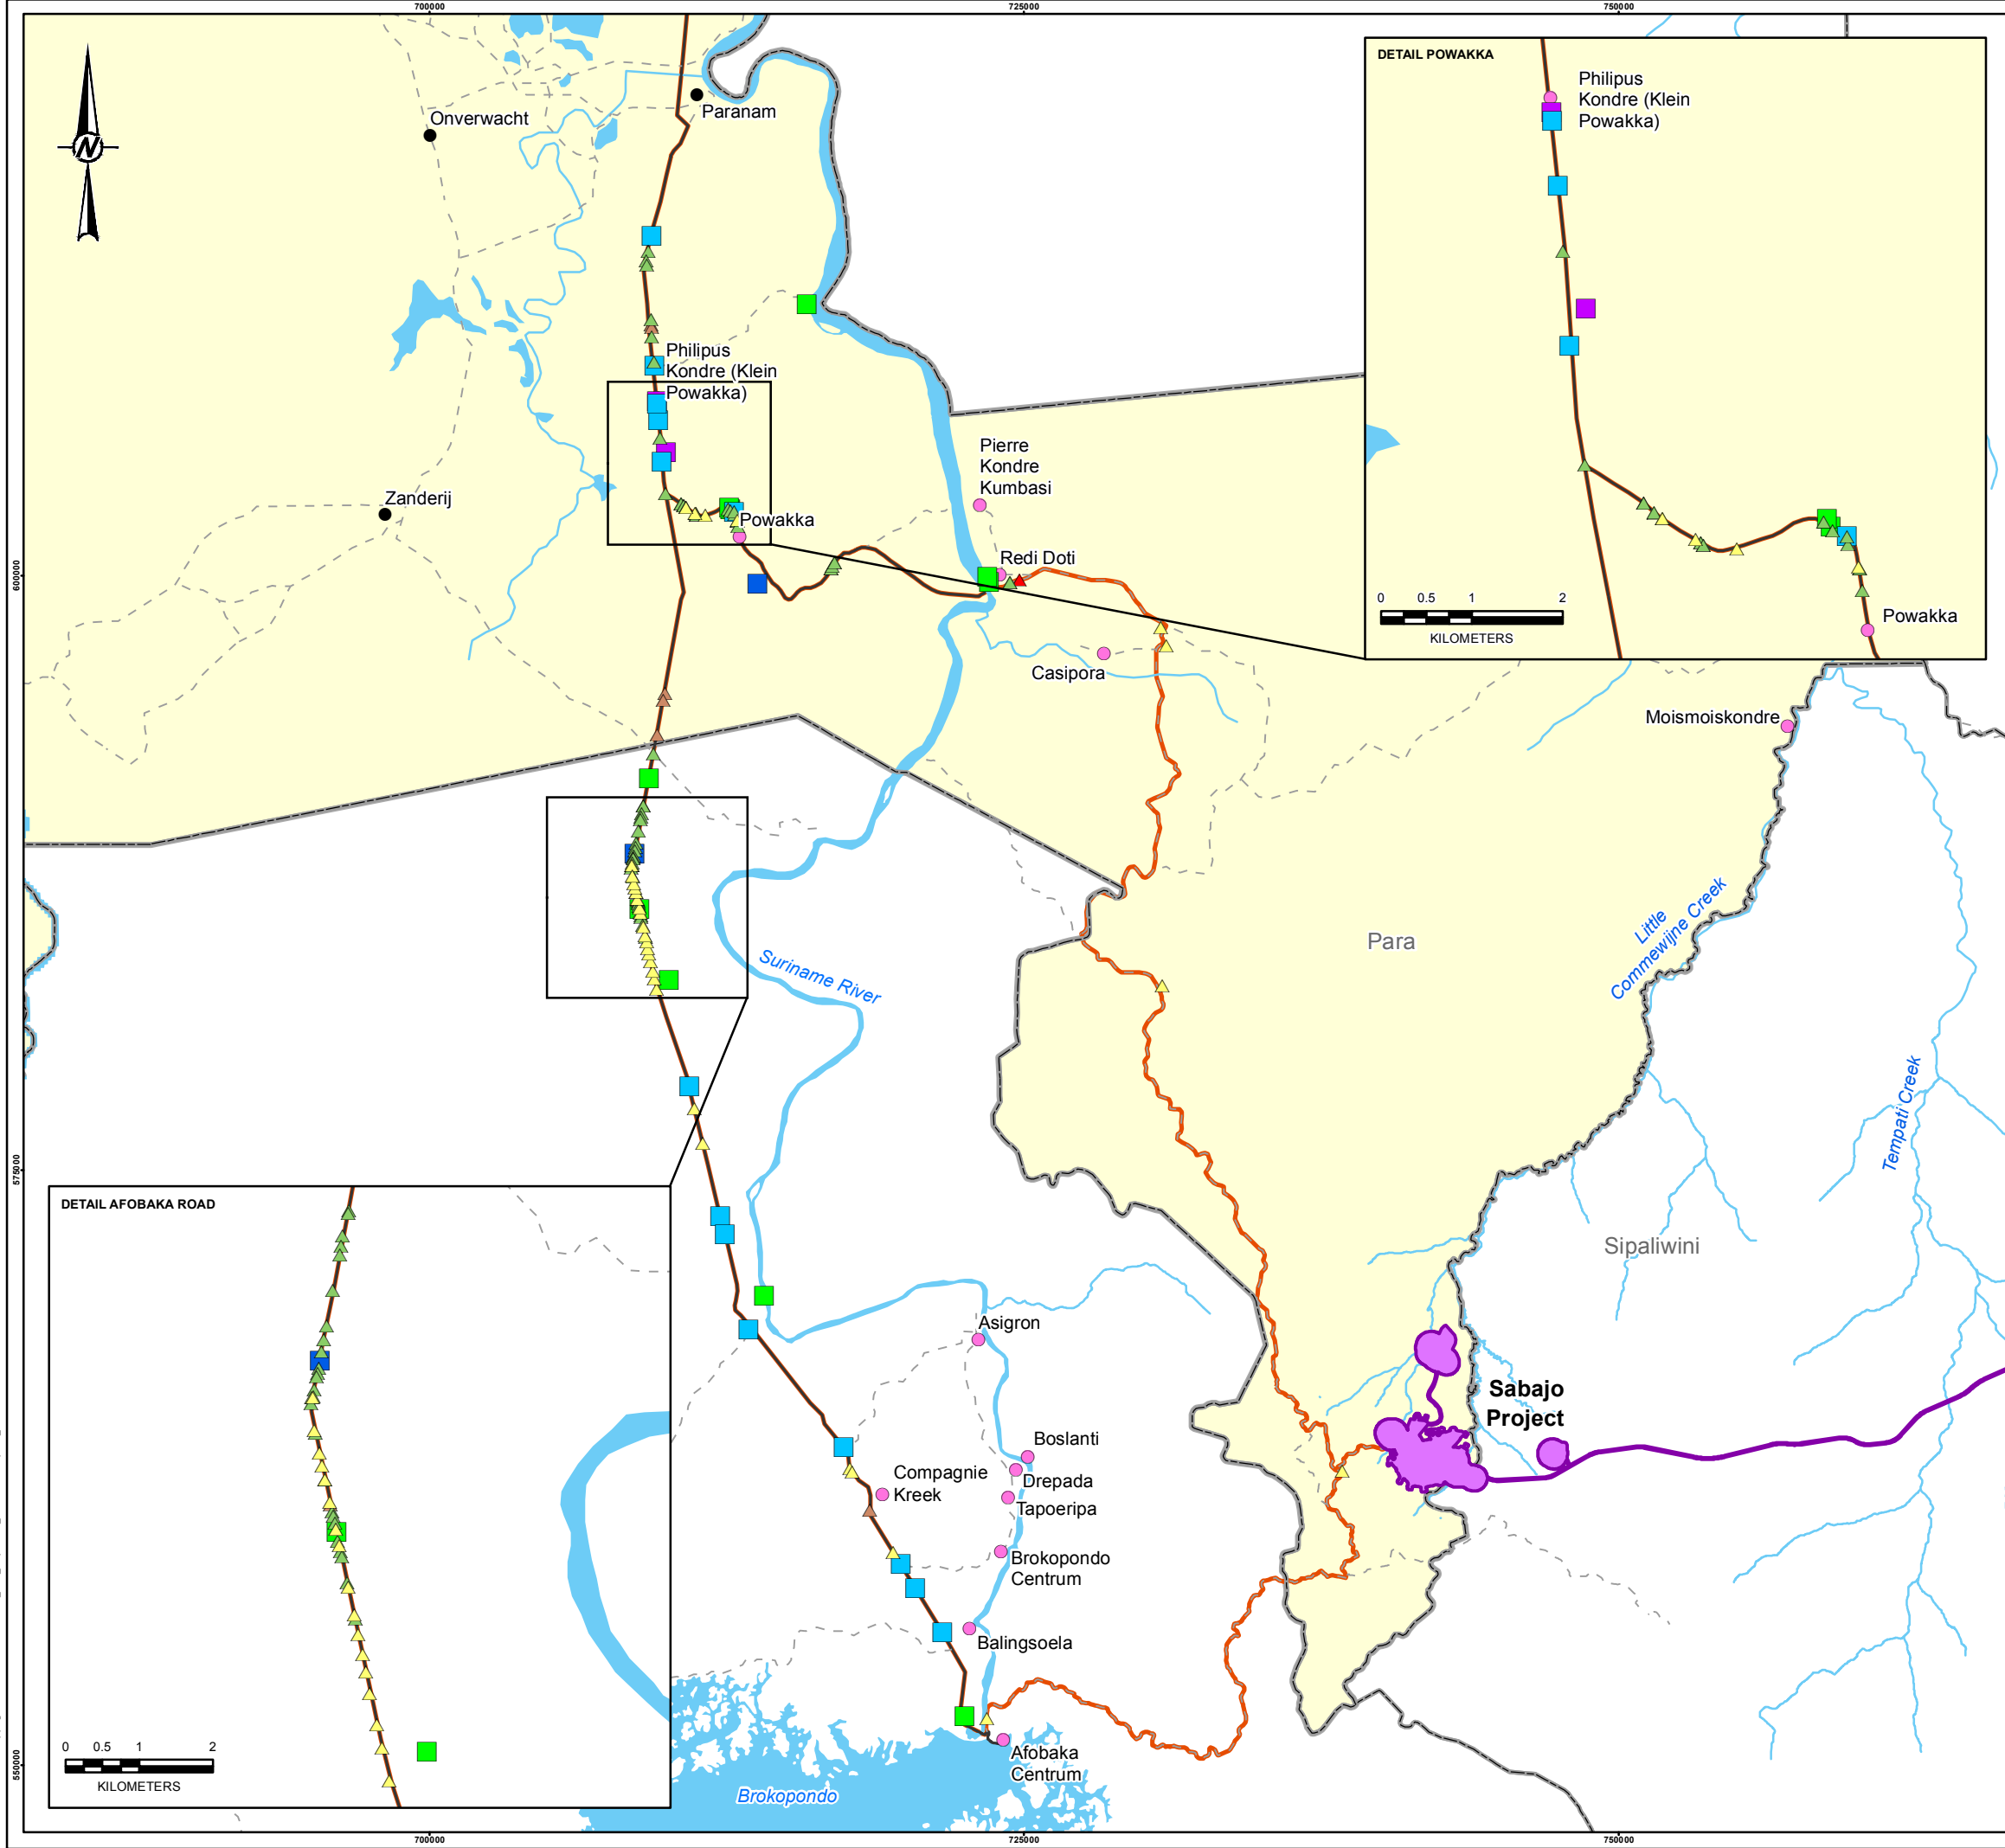 700000
725000
750000
N
Onverwacht
Paranam
DETAIL POWAKKA
Philipus
Kondre (Klein
Powakka)
0 0.5 1 2
KILOMETERS
Powakka
Philipus
Kondre (Klein
Powakka)
Pierre
Kondre
Kumbasi
Zanderij
Powakka
Redi Doti
600000
Casipora
Moismoiskondre
Para
Little
Commewijne Creek
Suriname River
Tempati Creek
575000
DETAIL AFOBAKA ROAD
Sipaliwini
Asigron
Sabajo
Project
Boslanti
Compagnie
Kreek
Drepada
Tapoeripa
Brokopondo
Centrum
Balingsoela
0 0.5 1 2
KILOMETERS
550000
Afobaka
Centrum
Brokopondo
700000
725000
750000